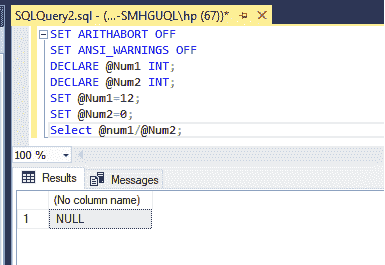 SQLQuery2.sql - (...-SMHGUQL\hp (67))*
SET ARITHABORT OFF
SET ANSI_WARNINGS OFF
DECLARE @Num1 INT;
DECLARE @Num2 INT;
SET @Num1=12;
SET @Num2=0;
Select @num1/@Num2;
100 %
Results Messages
(No column name)
1 NULL